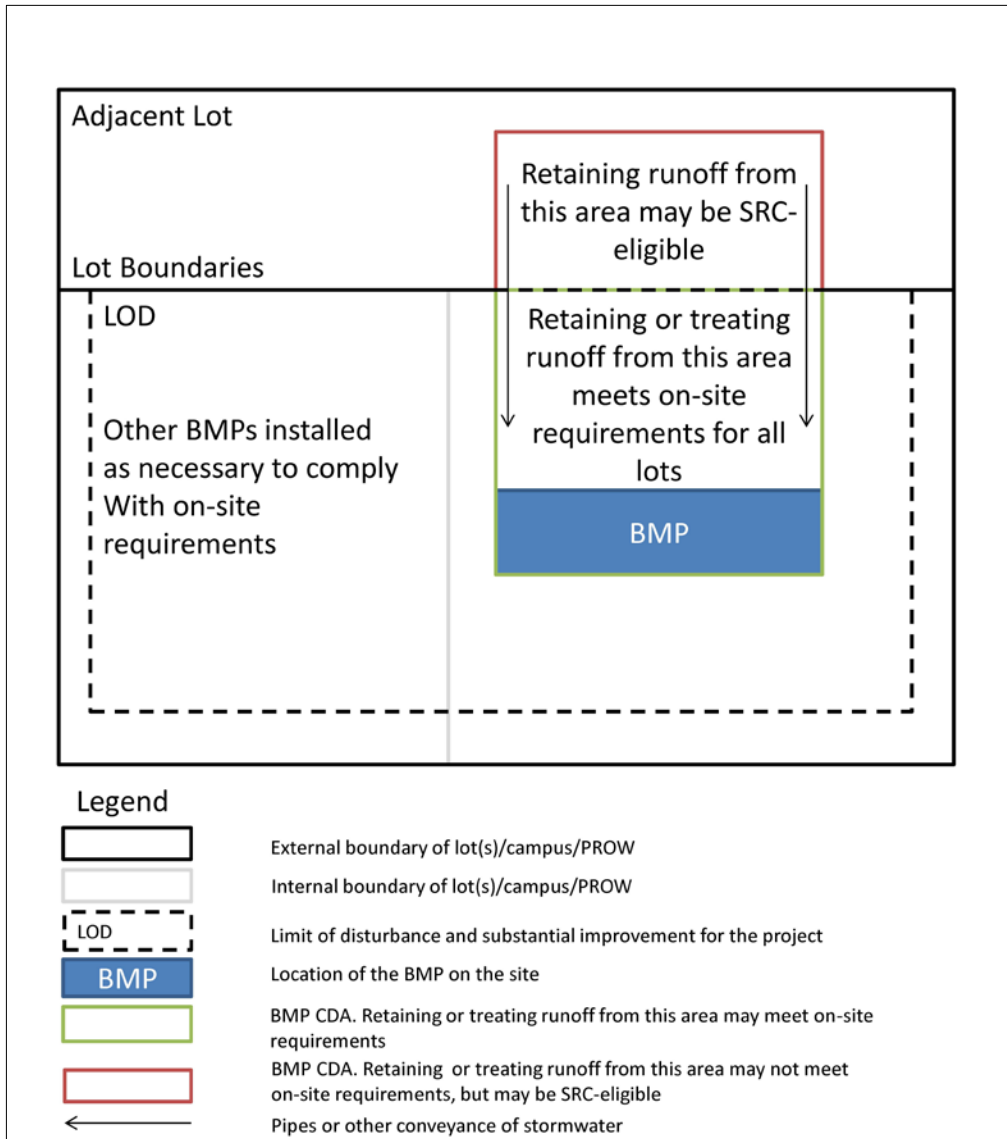 Adjacent Lot
Retaining runoff from
this area may be SRC-
eligible
Lot Boundaries
LOD
Retaining or treating
runoff from this area
meets on-site
requirements for all
lots
Other BMPs installed
as necessary to comply
With on-site
requirements
BMP
Legend
External boundary of lot(s)/campus/PROW
Internal boundary of lot(s)/campus/PROW
LOD
Limit of disturbance and substantial improvement for the project
BMP
Location of the BMP on the site
BMP CDA. Retaining or treating runoff from this area may meet on-site
requirements
BMP CDA. Retaining  or treating runoff from this area may not meet
on-site requirements, but may be SRC-eligible
Pipes or other conveyance of stormwater